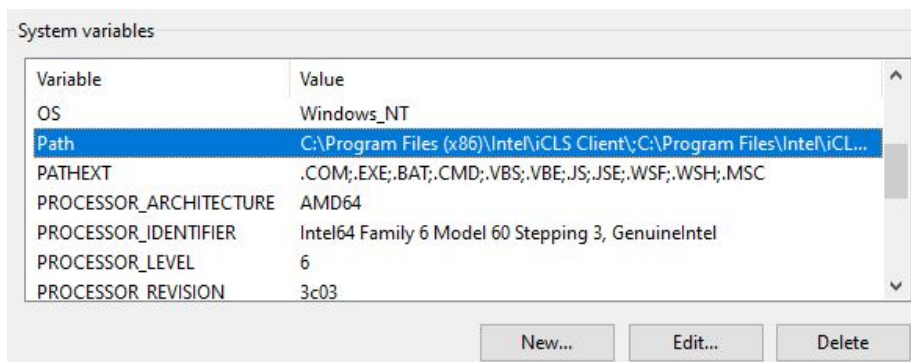 System variables
Variable Value
OS Windows_NT
Path C:\Program Files (x86)\Intel\iCLS Client\;C:\Program Files\Intel\iCL...
PATHEXT .COM;.EXE;.BAT;.CMD;.VBS;.VBE;.JS;.JSE;.WSF;.WSH;.MSC
PROCESSOR_ARCHITECTURE AMD64
PROCESSOR_IDENTIFIER Intel64 Family 6 Model 60 Stepping 3, GenuineIntel
PROCESSOR_LEVEL 6
PROCESSOR_REVISION 3c03
New... Edit... Delete